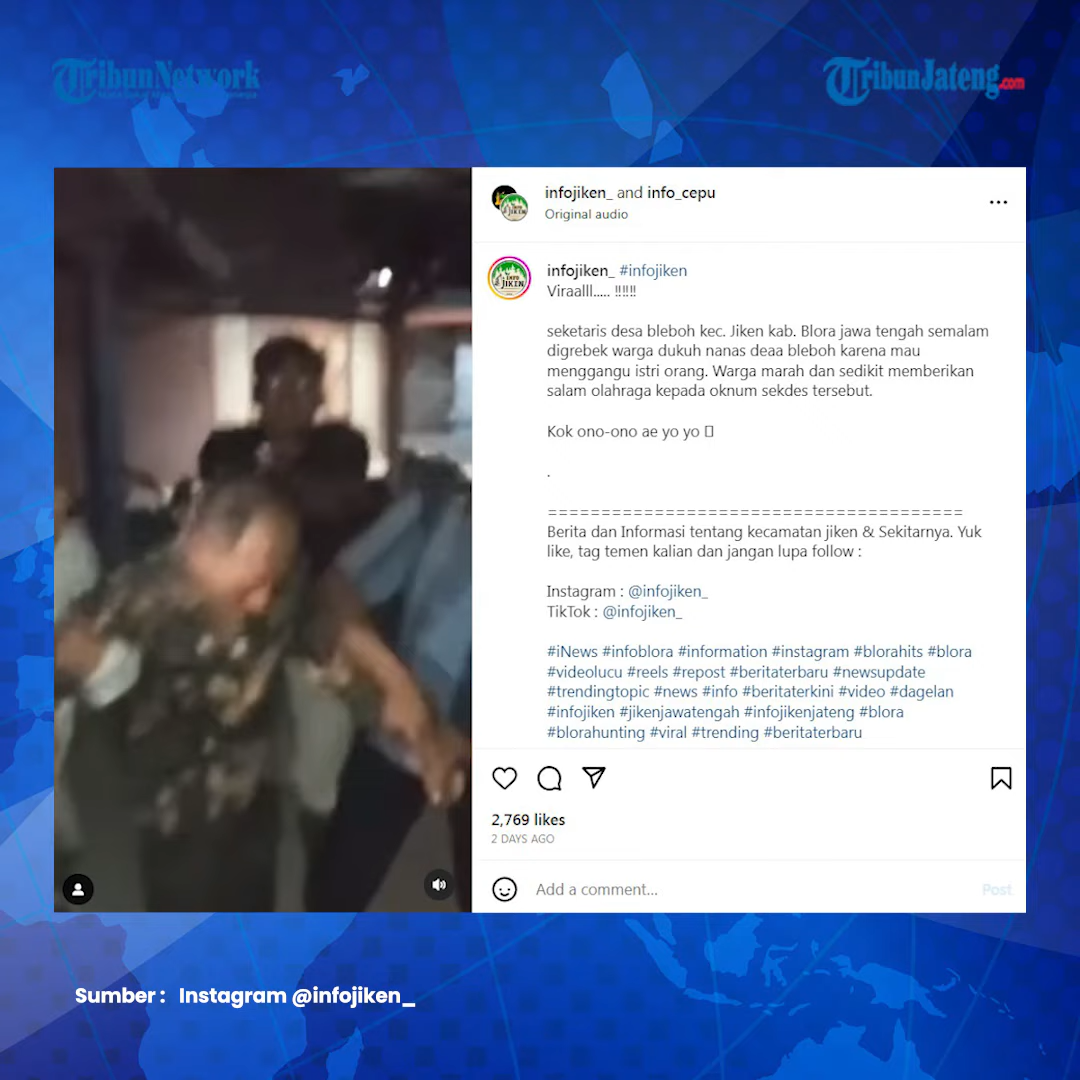 TribunNetwork
TribunJateng.com
infojiken_ and info_cepu
Original audio
infojiken_ #infojiken
Viraalll..... !!!!!!
seketaris desa bleboh kec. Jiken kab. Blora jawa tengah semalam
digrebek warga dukuh nanas deaa bleboh karena mau
menggangu istri orang. Warga marah dan sedikit memberikan
salam olahraga kepada oknum sekdes tersebut.
Kok ono-ono ae yo yo
.
=======================================
Berita dan Informasi tentang kecamatan jiken & Sekitarnya. Yuk
like, tag temen kalian dan jangan lupa follow :
Instagram : @infojiken_
TikTok : @infojiken_
#iNews #infoblora #information #instagram #blorahits #blora
#videolucu #reels #repost #beritaterbaru #newsupdate
#trendingtopic #news #info #beritaterkini #video #dagelan
#infojiken #jikenjawatengah #infojikenjateng #blora
#blorahunting #viral #trending #beritaterbaru
2,769 likes
2 DAYS AGO
Add a comment...
Post
Sumber : Instagram @infojiken_